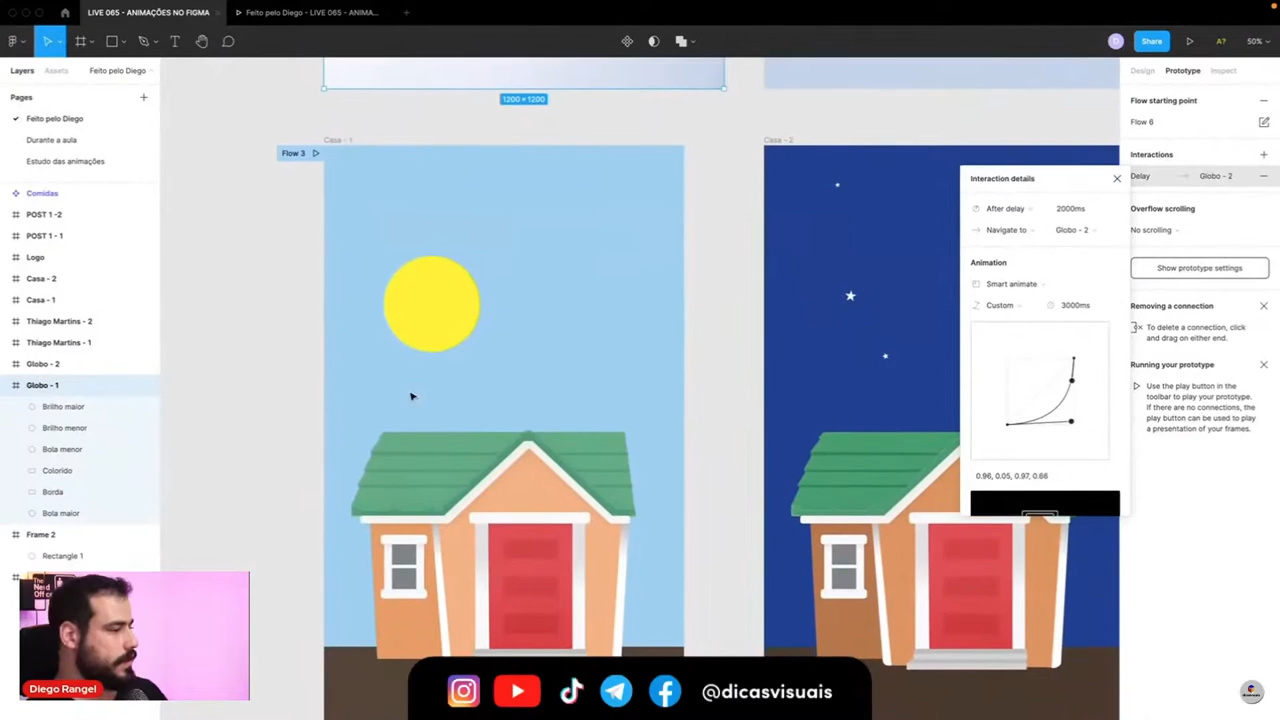 LIVE 065 - ANIMAÇÕES NO FIGMA
Feito pelo Diego - LIVE 065 - ANIMA...
D
Share
A?
50%
Layers
Assets
Feito pelo Diego
Design
Prototype
Inspect
Pages
Feito pelo Diego
Durante a aula
Estudo das animações
Comidas
POST 1 -2
POST 1 - 1
Logo
Casa - 2
Casa - 1
Thiago Martins - 2
Thiago Martins - 1
Globo - 2
Globo - 1
Brilho maior
Brilho menor
Bola menor
Colorido
Borda
Bola maior
Frame 2
Rectangle 1
1200 × 1200
Casa - 1
Casa - 2
Flow 3
Interaction details
After delay
2000ms
Navigate to
Globo - 2
Animation
Smart animate
Custom
3000ms
0.96, 0.05, 0.97, 0.66
Flow starting point
Flow 6
Interactions
Delay
Globo - 2
Overflow scrolling
No scrolling
Show prototype settings
Removing a connection
To delete a connection, click
and drag on either end.
Running your prototype
Use the play button in the
toolbar to play your prototype.
If there are no connections, the
play button can be used to play
a presentation of your frames.
Diego Rangel
@dicasvisuais